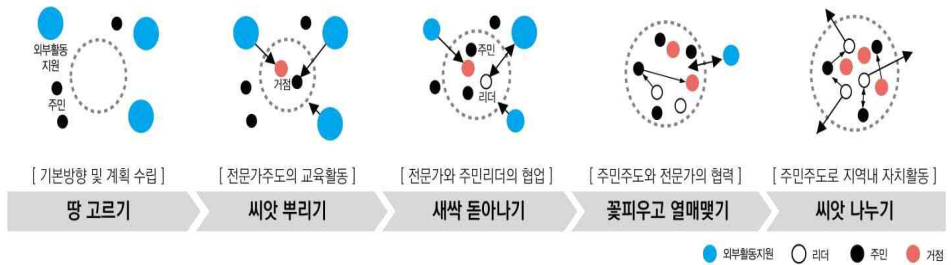 외부활동
지원
주민
거점
주민
리더
[ 기본방향 및 계획 수립 ]
[ 전문가주도의 교육활동 ]
[ 전문가와 주민리더의 협업 ]
[ 주민주도와 전문가의 협력 ]
[ 주민주도로 지역내 자치활동 ]
땅 고르기
씨앗 뿌리기
새싹 돋아나기
꽃피우고 열매맺기
씨앗 나누기
외부활동지원
리더
주민
거점